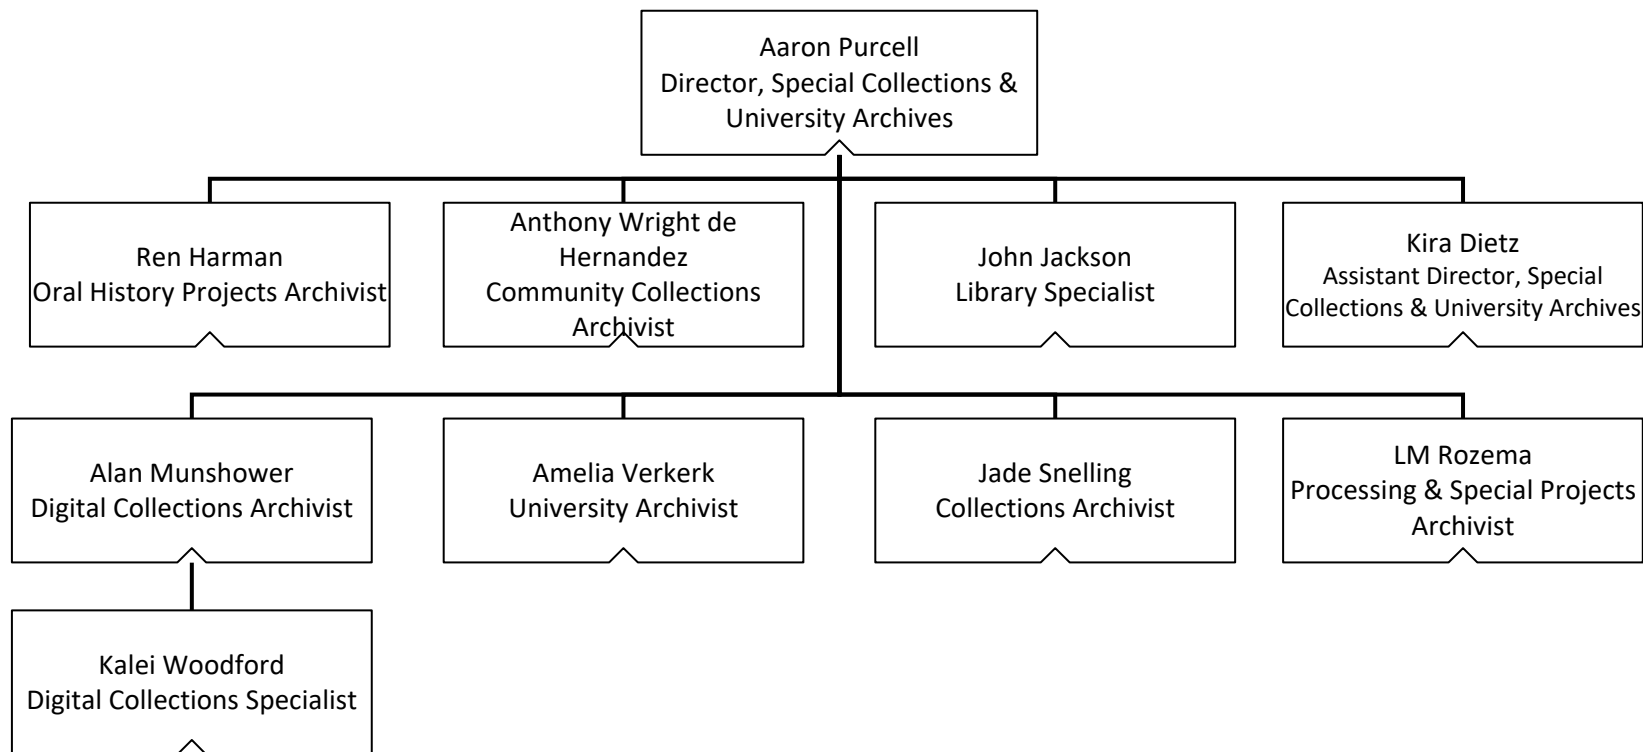 Aaron Purcell
Director, Special Collections &
University Archives
Ren Harman
Oral History Projects Archivist
Anthony Wright de
Hernandez
Community Collections
Archivist
John Jackson
Library Specialist
Kira Dietz
Assistant Director, Special
Collections & University Archives
Alan Munshower
Digital Collections Archivist
Amelia Verkerk
University Archivist
Jade Snelling
Collections Archivist
LM Rozema
Processing & Special Projects
Archivist
Kalei Woodford
Digital Collections Specialist